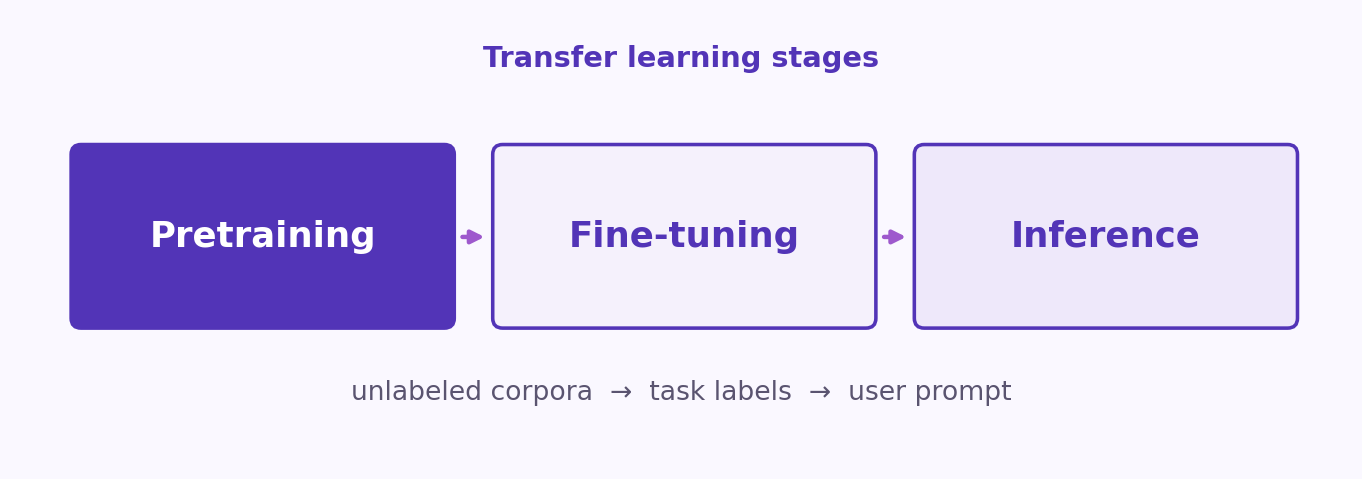 Transfer learning stages
Pretraining
Fine-tuning
Inference
unlabeled corpora → task labels → user prompt